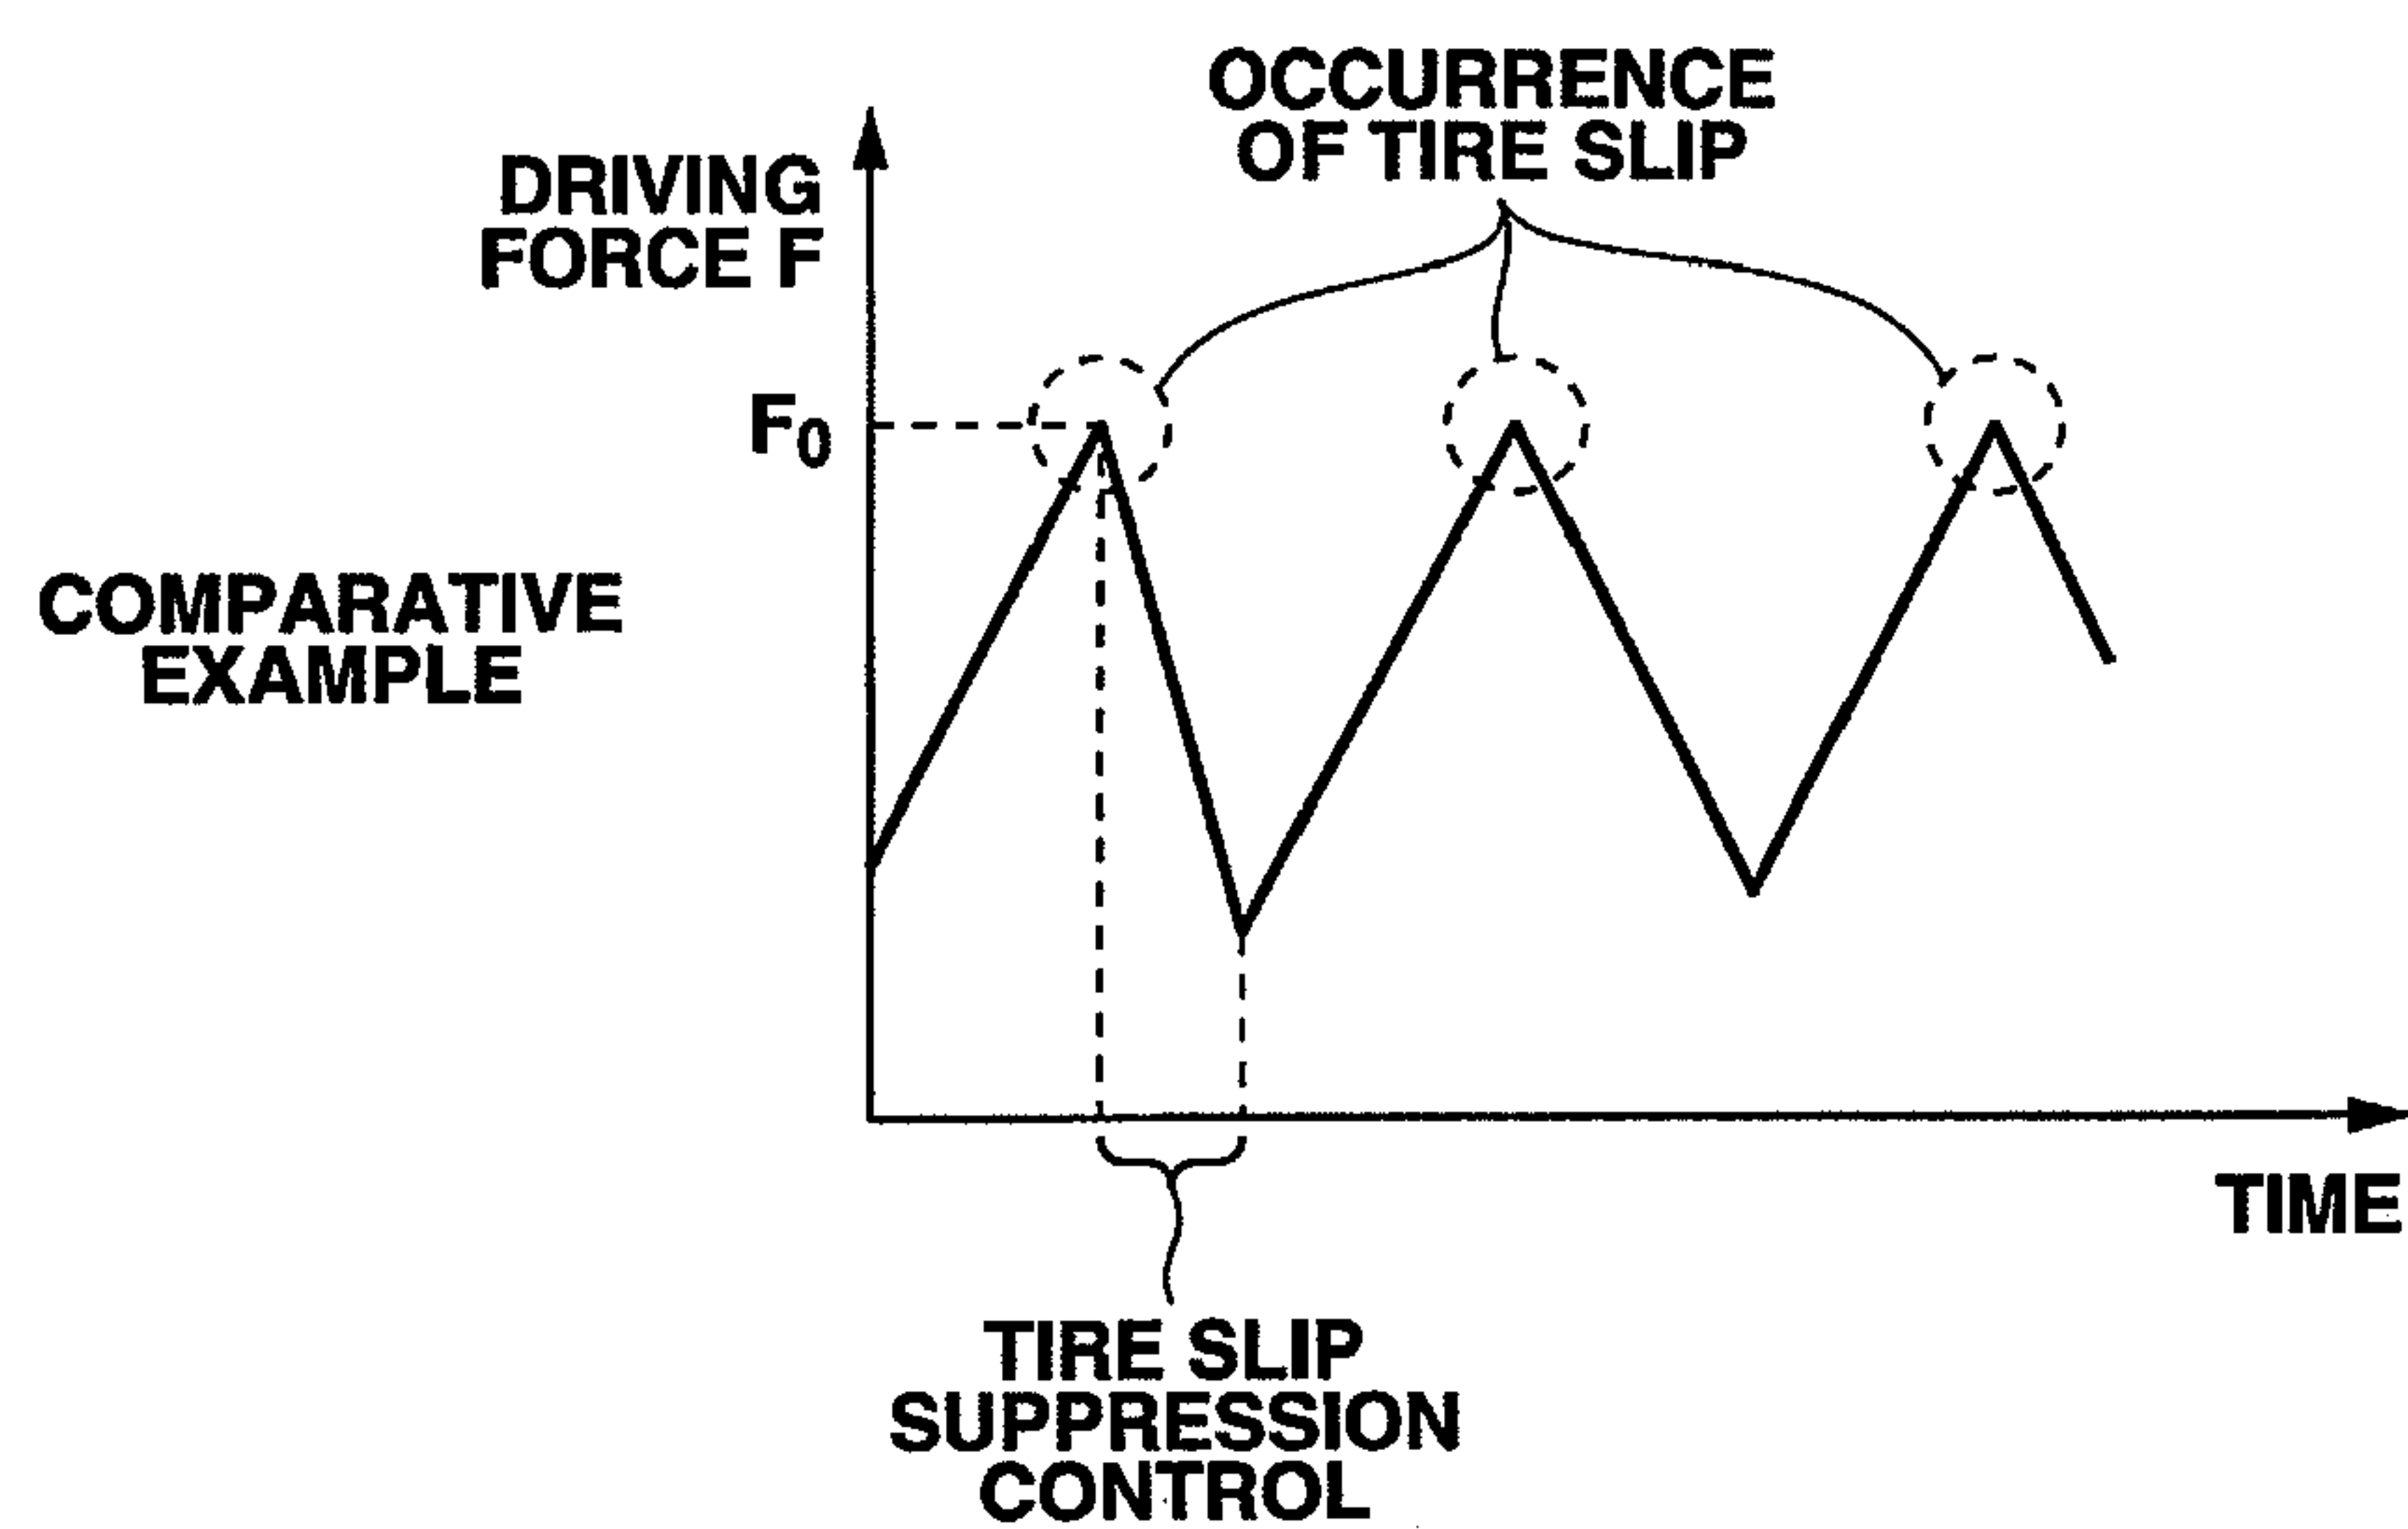 OCCURRENCE
OF TIRE SLIP
DRIVING
FORCE F
F0
COMPARATIVE
EXAMPLE
TIME
TIRE SLIP
SUPPRESSION
CONTROL